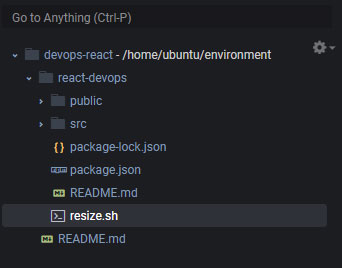 Go to Anything (Ctrl-P)
devops-react - /home/ubuntu/environment
react-devops
public
src
package-lock.json
package.json
README.md
resize.sh
README.md